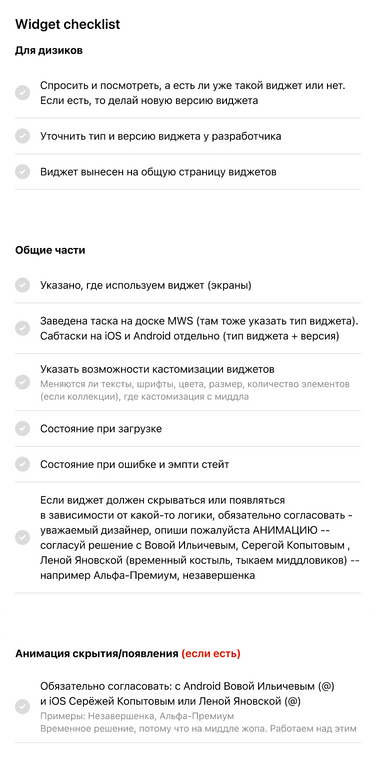 Widget checklist
Для дизиков
Спросить и посмотреть, а есть ли уже такой виджет или нет.
Если есть, то делай новую версию виджета
Уточнить тип и версию виджета у разработчика
Виджет вынесен на общую страницу виджетов
Общие части
Указано, где используем виджет (экраны)
Заведена таска на доске MWS (там тоже указать тип виджета).
Сабтаски на iOS и Android отдельно (тип виджета + версия)
Указать возможности кастомизации виджетов
Меняются ли тексты, шрифты, цвета, размер, количество элементов
(если коллекции), где кастомизация с миддла
Состояние при загрузке
Состояние при ошибке и эмпти стейт
Если виджет должен скрываться или появляться
в зависимости от какой-то логики, обязательно согласовать -
уважаемый дизайнер, опиши пожалуйста АНИМАЦИЮ --
согласуй решение с Вовой Ильичевым, Серегой Копытовым ,
Леной Яновской (временный костыль, тыкаем миддловиков) --
например Альфа-Премиум, незавершенка
Анимация скрытия/появления (если есть)
Обязательно согласовать: с Android Вовой Ильичевым (@)
и iOS Серёжей Копытовым или Леной Яновской (@)
Примеры: Незавершенка, Альфа-Премиум
Временное решение, потому что на миддле жопа. Работаем над этим